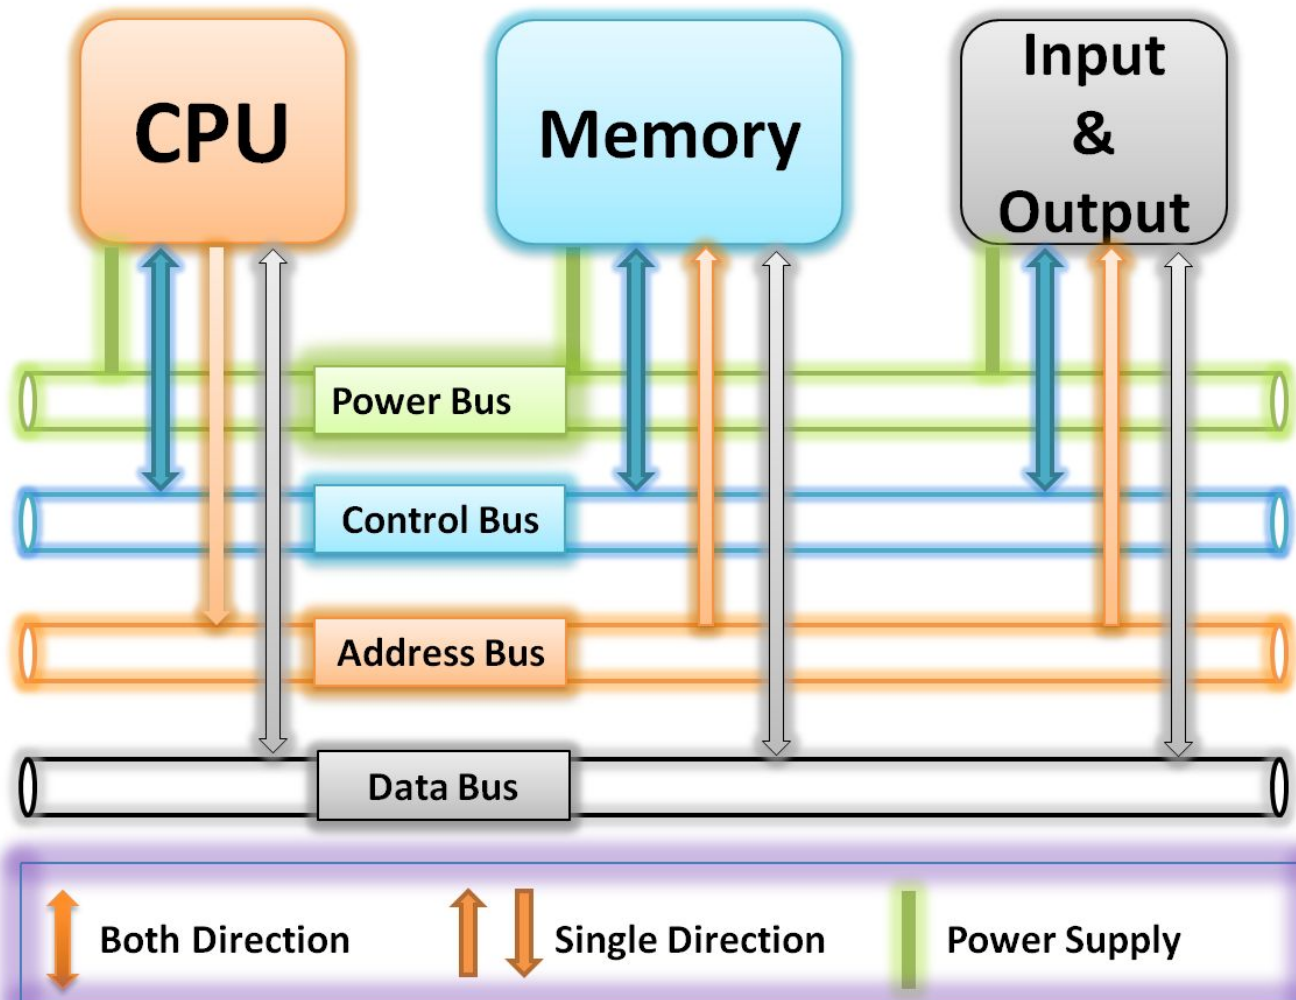 CPU
Memory
Input
&
Output
Power Bus
Control Bus
Address Bus
Data Bus
Both Direction
Single Direction
Power Supply